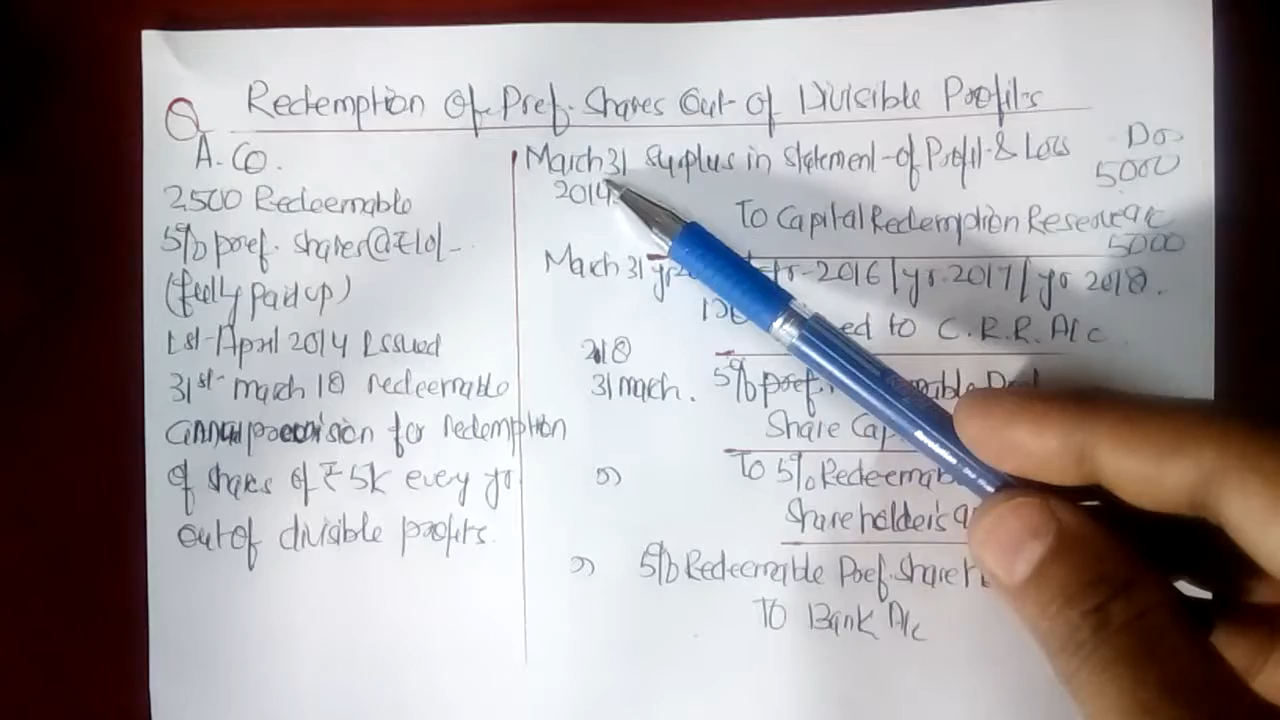 Q Redemption Of Pref. Shares Out Of Divisible Profits
A. Co.
2500 Redeemable
5% pref. shares @ ₹10/-
(fully paid up)
1st April 2014 Issued
31st march 18 redeemable
annual provision for redemption
of shares of ₹ 5k every yr
out of divisible profits.
March 31 Surplus in statement of Profit & Loss Dr
2014 5000
To Capital Redemption Reserve a/c
5000
March 31 yr 2016 / yr. 2017 / yr 2018.
to C.R.R. A/c
2018
31 mach. 5% pref.
Share Cap
To 5% Redeemab
Shareholder's
" 5% Redeemable Pref. Share
To Bank A/c